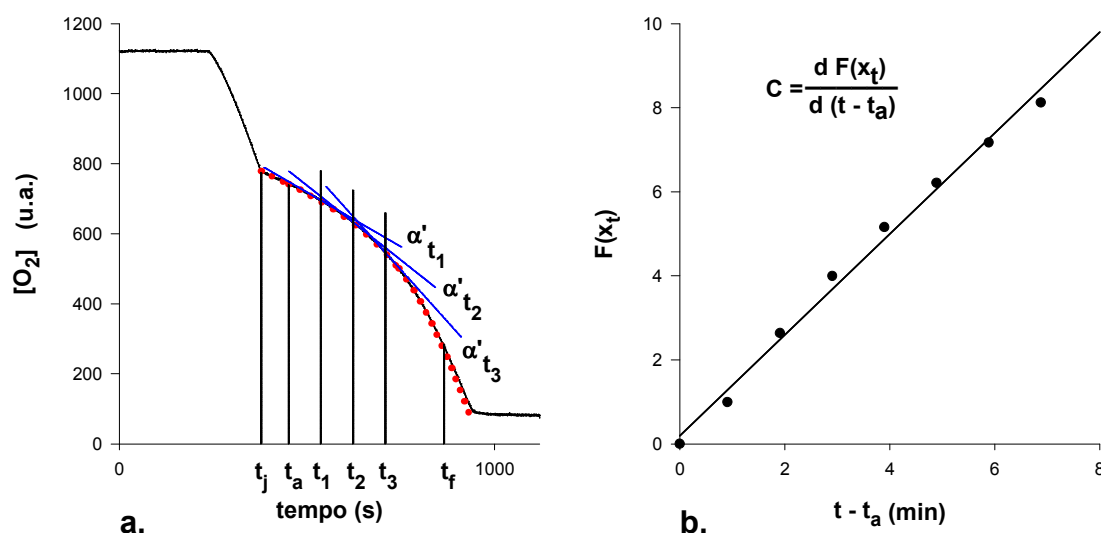 1200
1000
800
600
400
200
0
[O₂] (u.a.)
α't₁
α't₂
α't₃
0
1000
tⱼ tₐ t₁ t₂ t₃ t_f
tempo (s)
a.
10
8
6
4
2
0
F(xₜ)
C = d F(xₜ)
d (t - tₐ)
0 2 4 6 8
t - tₐ (min)
b.